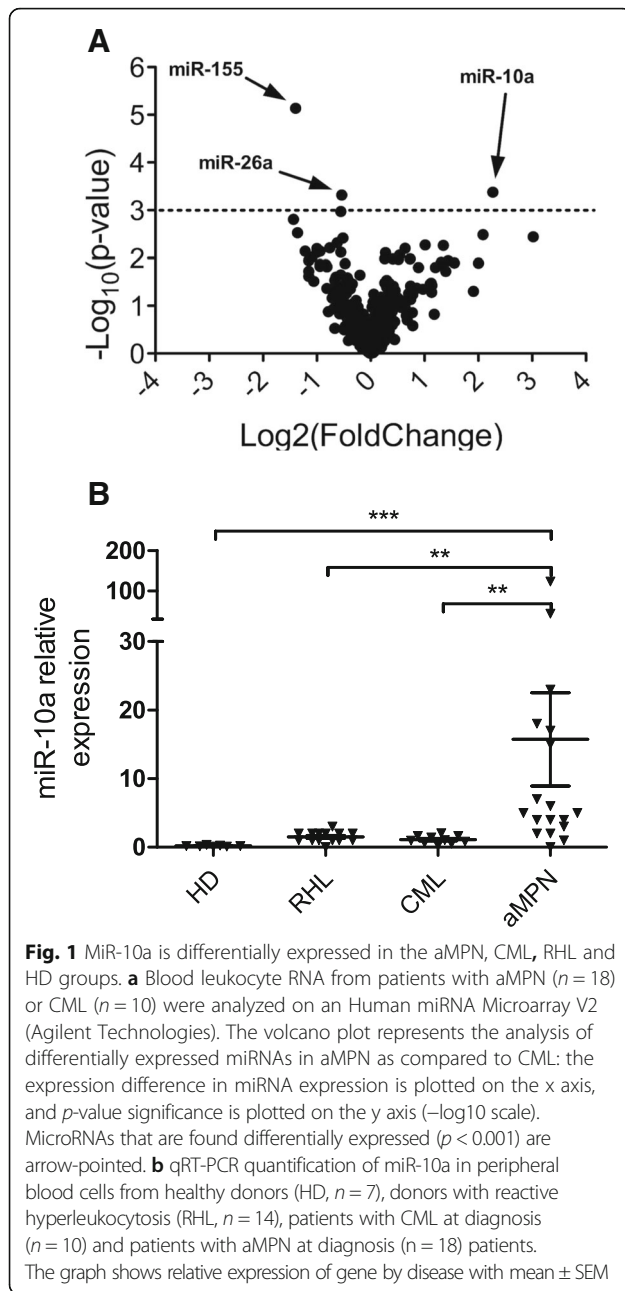 A
miR-155
miR-10a
miR-26a
6
5
4
3
2
1
0
-Log10(p-value)
-4
-3
-2
-1
0
1
2
3
4
Log2(FoldChange)
B
***
**
**
200
100
30
20
10
0
miR-10a relative
expression
HD
RHL
CML
aMPN
Fig. 1 MiR-10a is differentially expressed in the aMPN, CML, RHL and
HD groups. a Blood leukocyte RNA from patients with aMPN (n = 18)
or CML (n = 10) were analyzed on an Human miRNA Microarray V2
(Agilent Technologies). The volcano plot represents the analysis of
differentially expressed miRNAs in aMPN as compared to CML: the
expression difference in miRNA expression is plotted on the x axis,
and p-value significance is plotted on the y axis (−log10 scale).
MicroRNAs that are found differentially expressed (p < 0.001) are
arrow-pointed. b qRT-PCR quantification of miR-10a in peripheral
blood cells from healthy donors (HD, n = 7), donors with reactive
hyperleukocytosis (RHL, n = 14), patients with CML at diagnosis
(n = 10) and patients with aMPN at diagnosis (n = 18) patients.
The graph shows relative expression of gene by disease with mean ± SEM